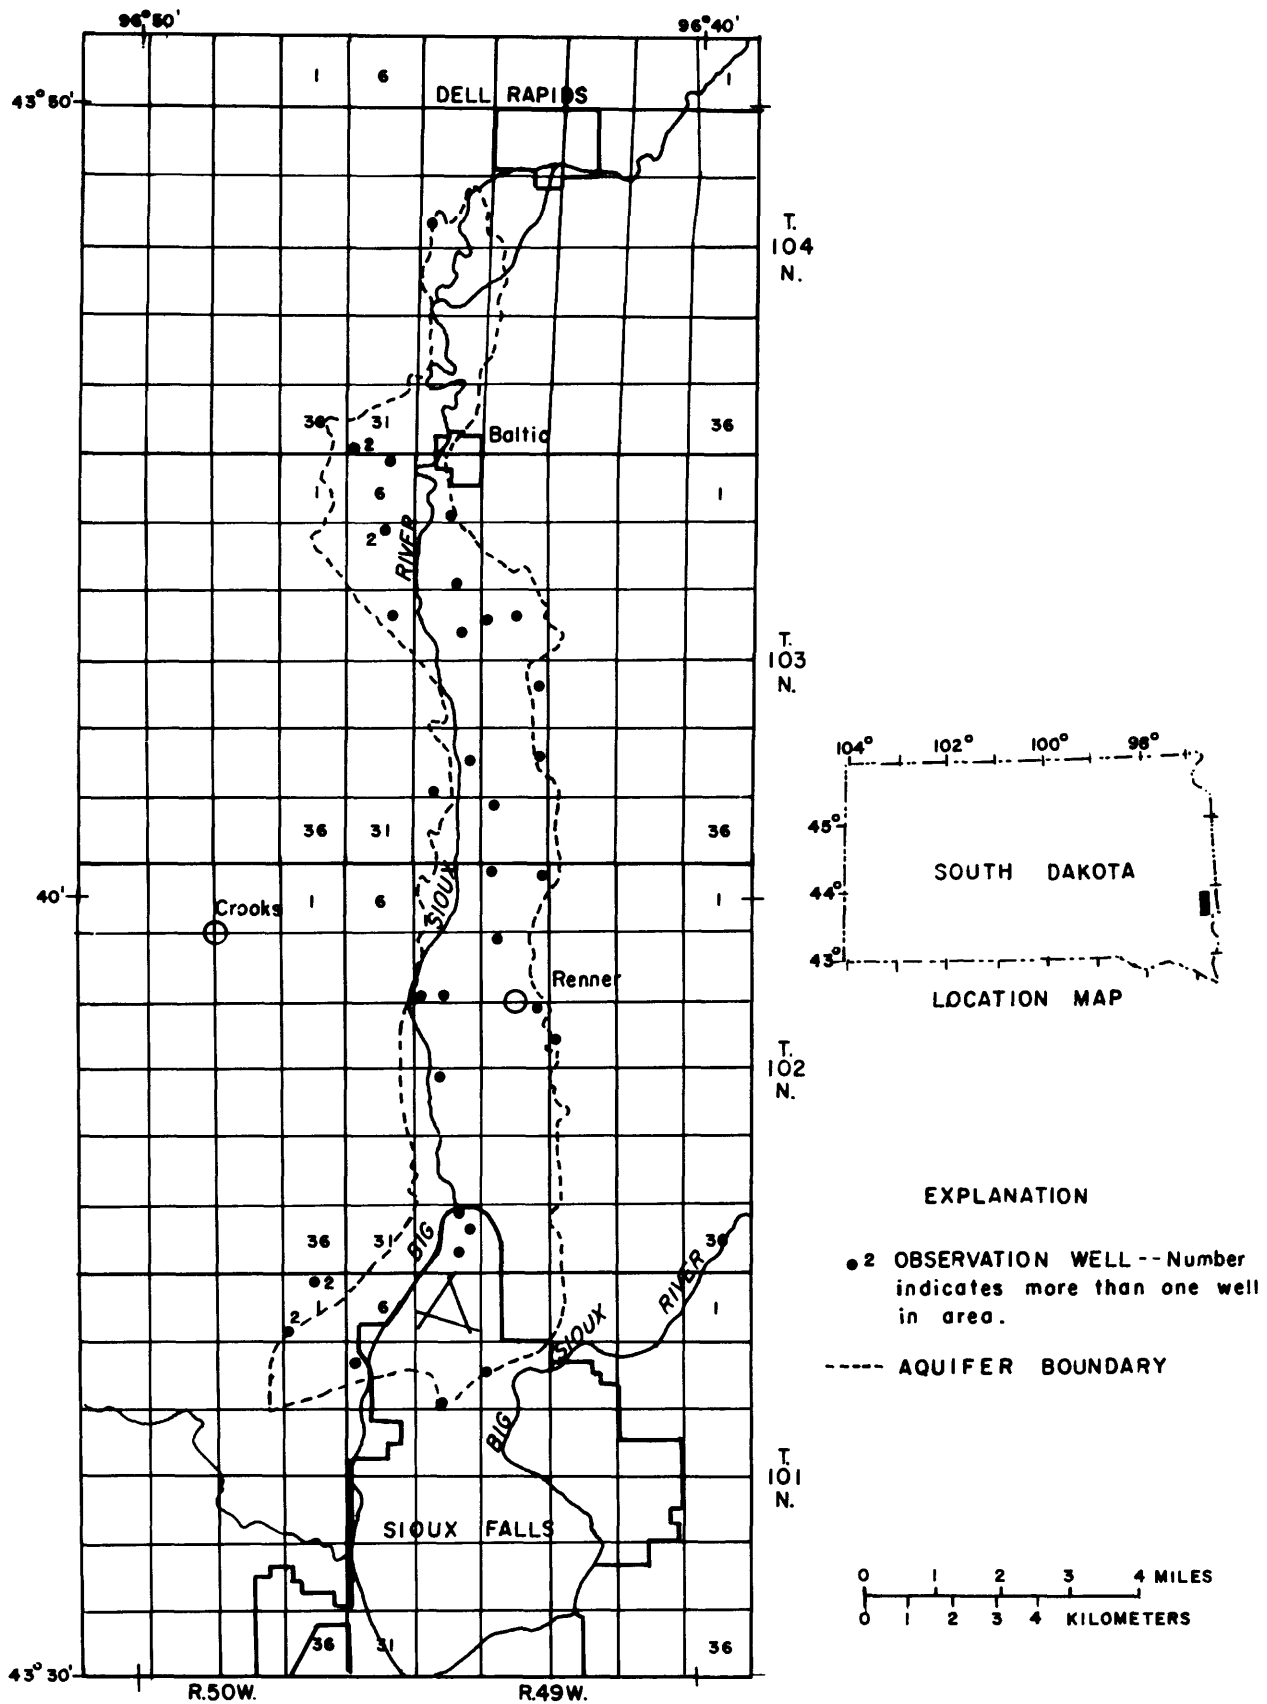 96°50'
96°40'
43°50'
1 6 1
DELL RAPIDS
T.
104
N.
36 31 36
Baltic
2
1 6 1
2
RIVER
T.
103
N.
36 31 36
40'
1 6 1
Crooks
SIOUX
Renner
T.
102
N.
36 31 36
BIG
2
RIVER
2 1 6 1
SIOUX
BIG
T.
101
N.
SIOUX FALLS
36 31 36
43°30'
R.50W. R.49W.
104° 102° 100° 98°
45°
SOUTH DAKOTA
44°
43°
LOCATION MAP
EXPLANATION
2 OBSERVATION WELL -- Number
indicates more than one well
in area.
AQUIFER BOUNDARY
0 1 2 3 4 MILES
0 1 2 3 4 KILOMETERS